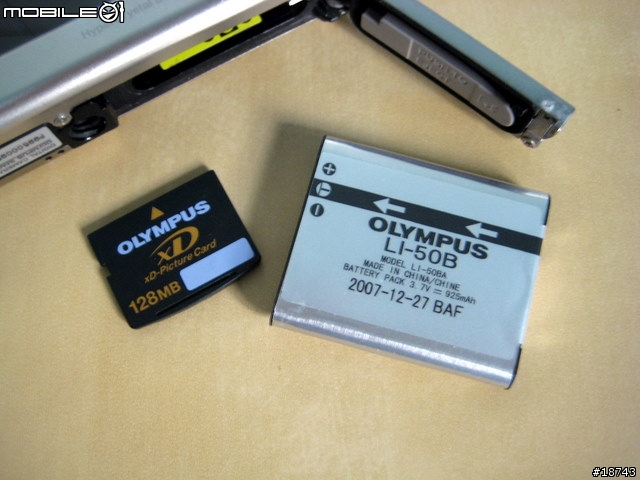 MOBILE01
OLYMPUS
xD
xD-Picture Card
128MB
OLYMPUS
LI-50B
MODEL LI-50BA
MADE IN CHINA/CHINE
BATTERY PACK 3.7V 925mAh
2007-12-27 BAF
#18743